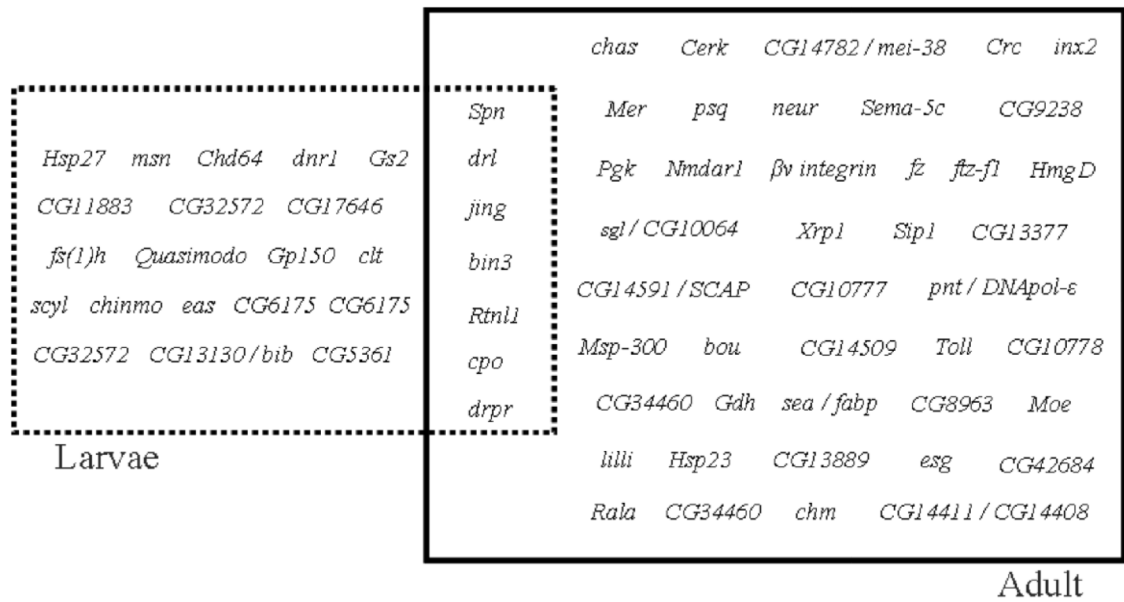 chas Cerk CG14782 / mei-38 Crc inx2
Spn
Mer psq neur Sema-5c CG9238
Hsp27 msn Chd64 dnr1 Gs2
drl
Pgk Nmdar1 βv integrin fz ftz-f1 HmgD
CG11883 CG32572 CG17646
jing
sgl / CG10064 Xrp1 Sip1 CG13377
fs(1)h Quasimodo Gp150 clt
bin3
CG14591 / SCAP CG10777 pnt / DNApol-ε
scyl chinmo eas CG6175 CG6175
Rtnl1
Msp-300 bou CG14509 Toll CG10778
CG32572 CG13130 / bib CG5361
cpo
CG34460 Gdh sea / fabp CG8963 Moe
drpr
Larvae
lilli Hsp23 CG13889 esg CG42684
Rala CG34460 chm CG14411 / CG14408
Adult